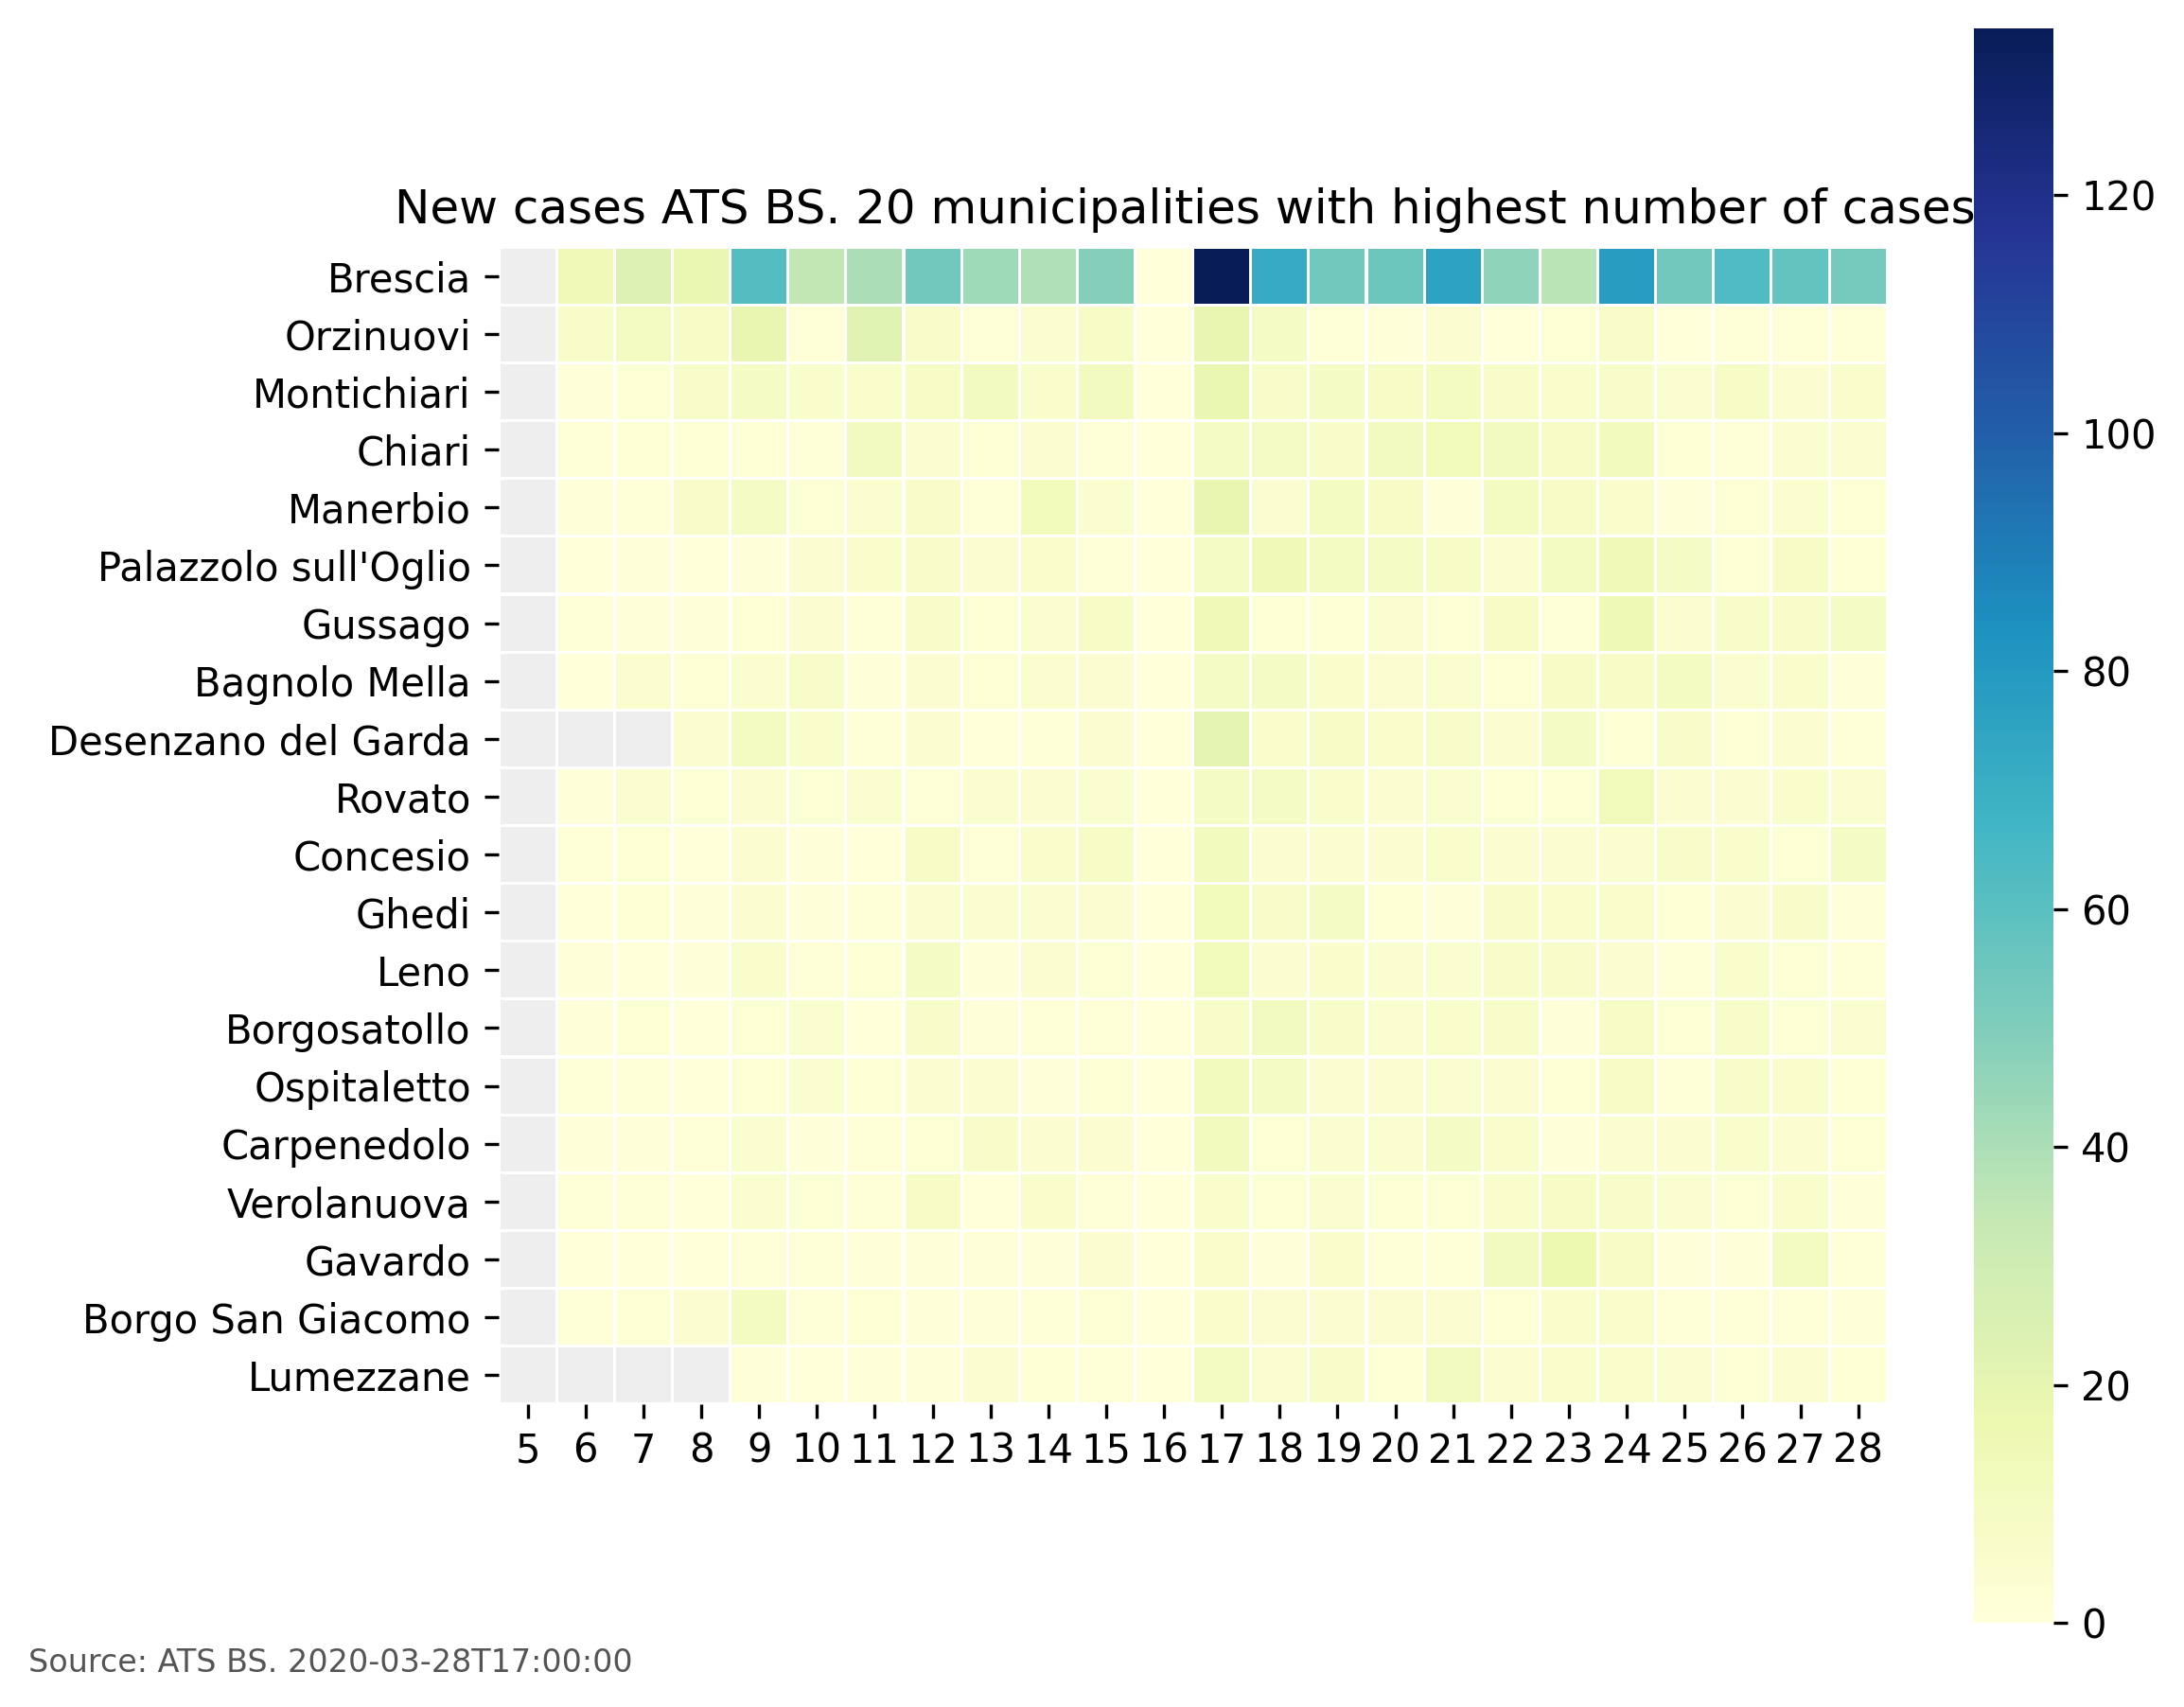 New cases ATS BS. 20 municipalities with highest number of cases
Brescia
Orzinuovi
Montichiari
Chiari
Manerbio
Palazzolo sull'Oglio
Gussago
Bagnolo Mella
Desenzano del Garda
Rovato
Concesio
Ghedi
Leno
Borgosatollo
Ospitaletto
Carpenedolo
Verolanuova
Gavardo
Borgo San Giacomo
Lumezzane
5 6 7 8 9 10 11 12 13 14 15 16 17 18 19 20 21 22 23 24 25 26 27 28
120
100
80
60
40
20
0
Source: ATS BS. 2020-03-28T17:00:00